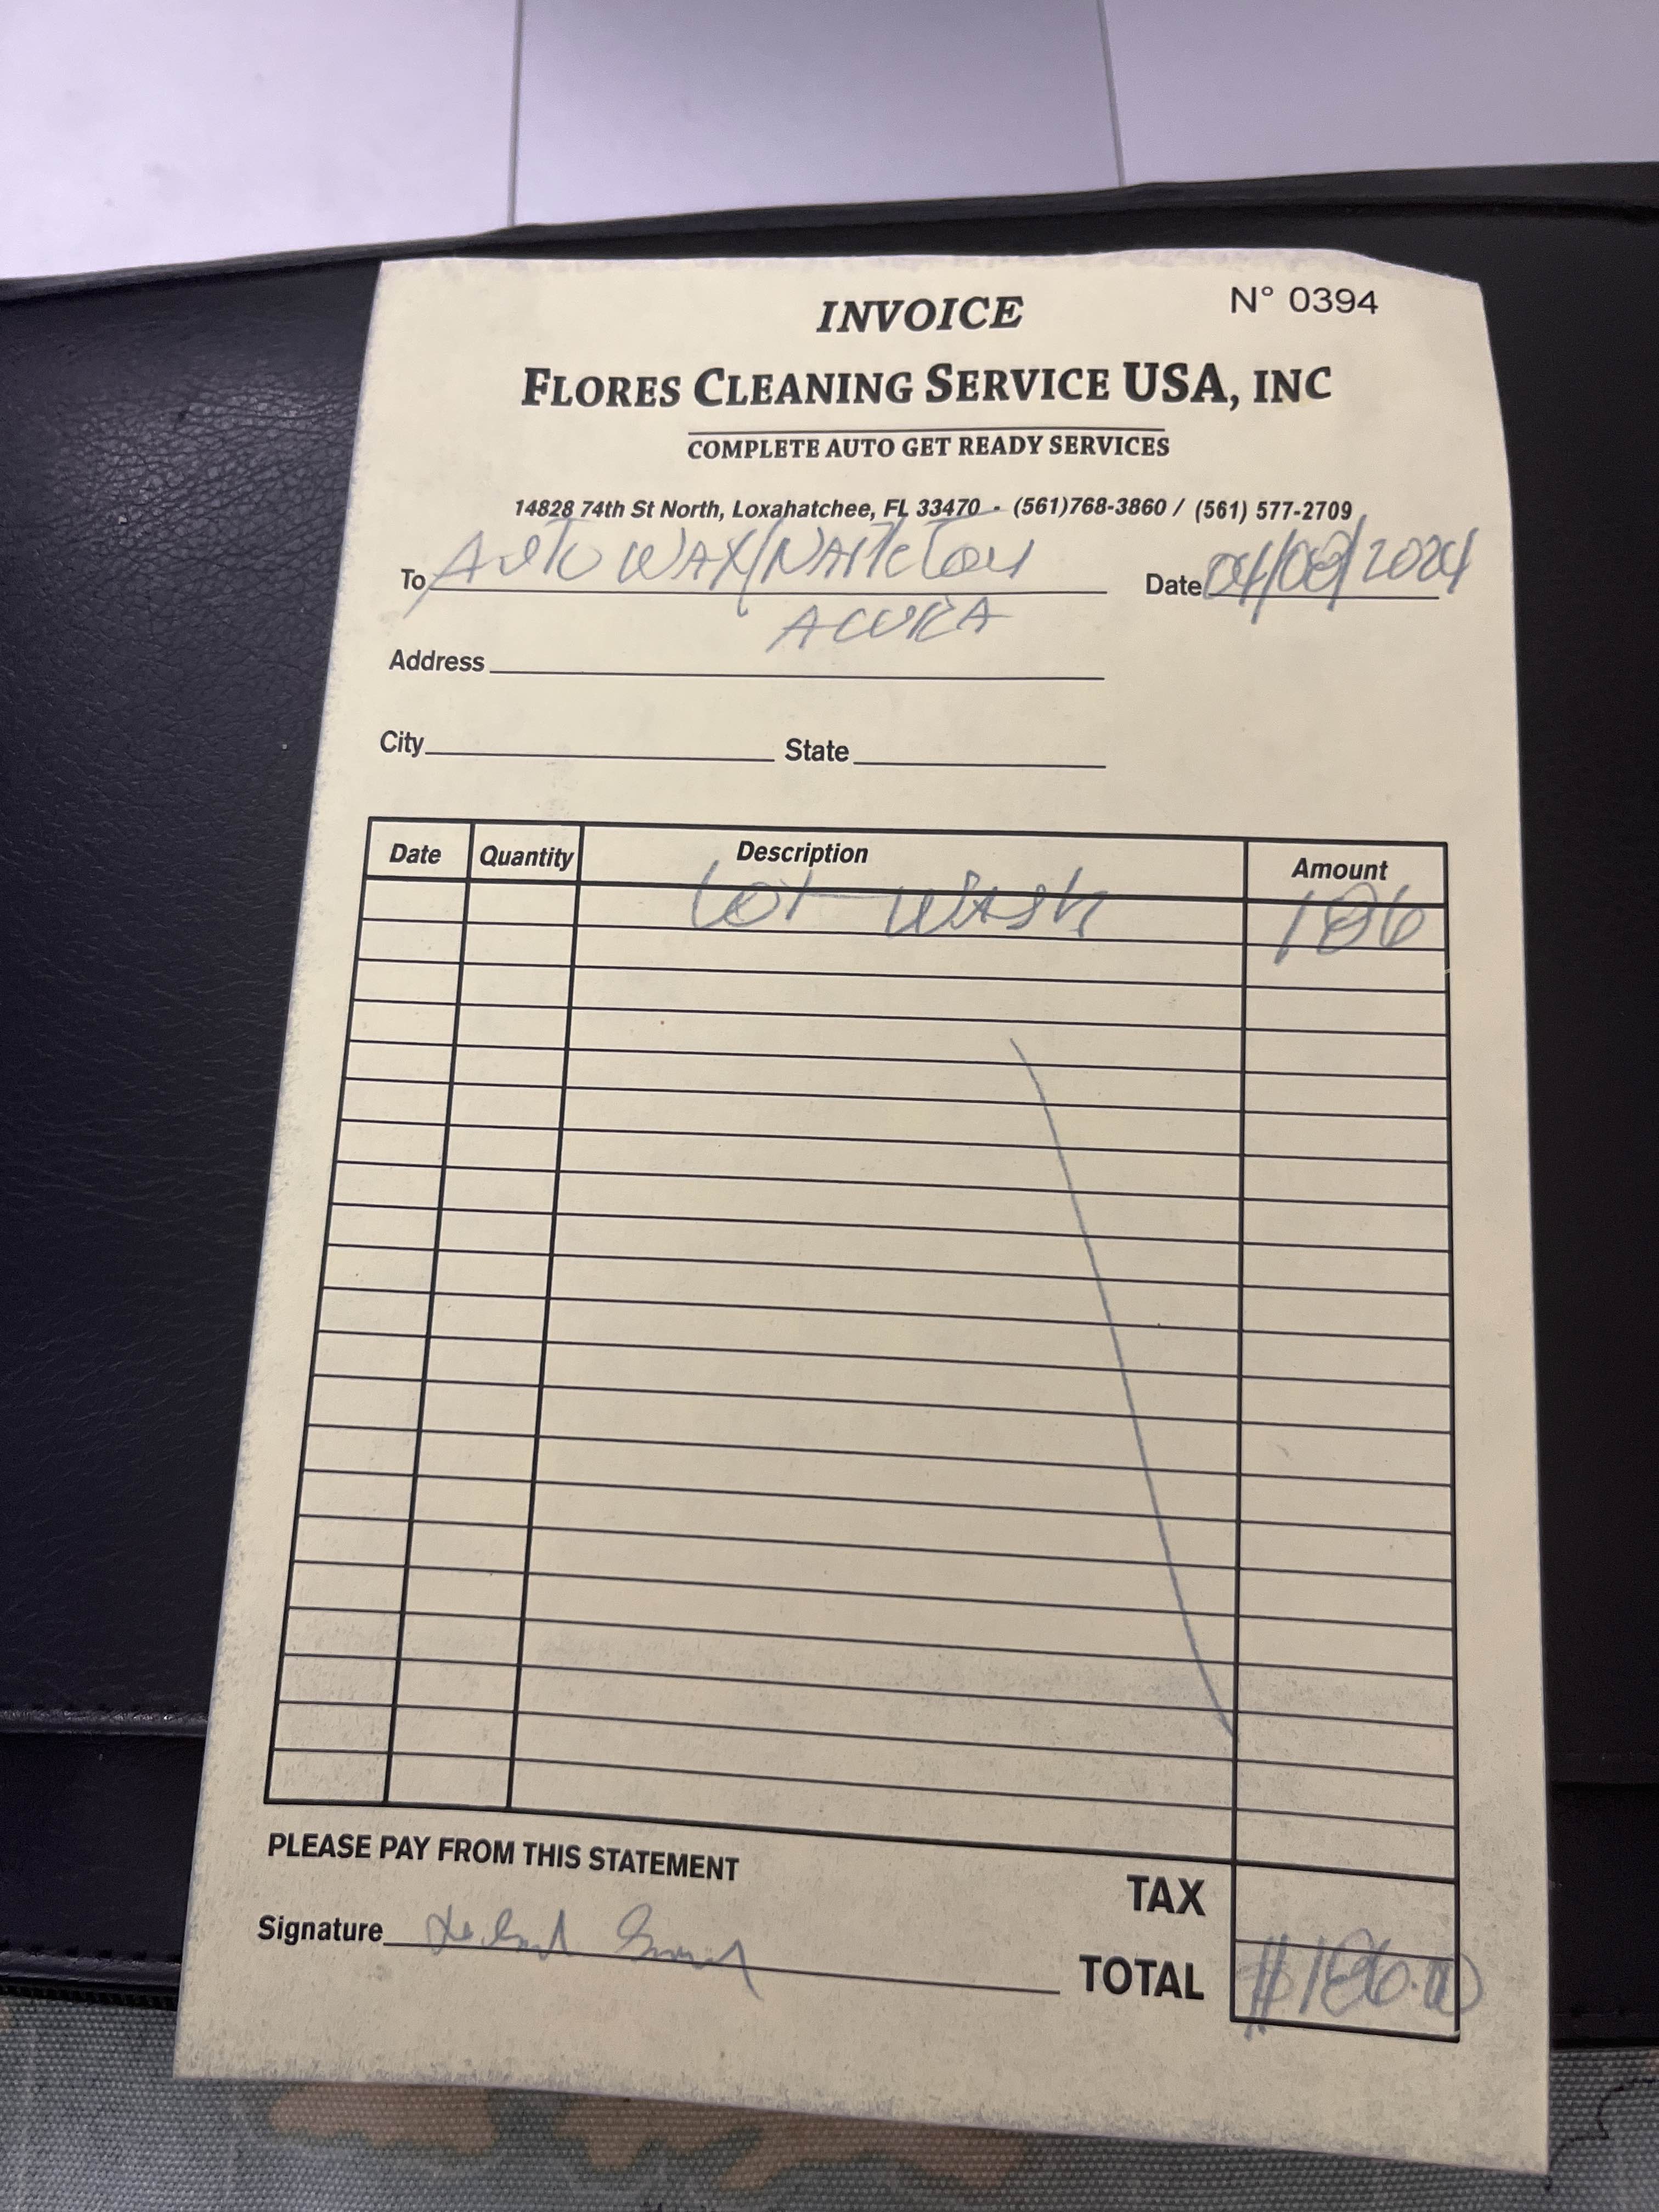 INVOICE N° 0394
FLORES CLEANING SERVICE USA, INC
COMPLETE AUTO GET READY SERVICES
14828 74th St North, Loxahatchee, FL 33470 - (561)768-3860 / (561) 577-2709
To Auto WAX/ Date 04/08/2024
ACURA
Address
City State
Date Quantity Description Amount
Lot WASH 186
PLEASE PAY FROM THIS STATEMENT
TAX
Signature
TOTAL $186.00